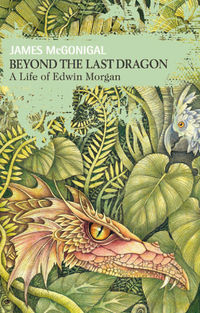 JAMES McGONIGAL
BEYOND THE LAST DRAGON
A Life of Edwin Morgan